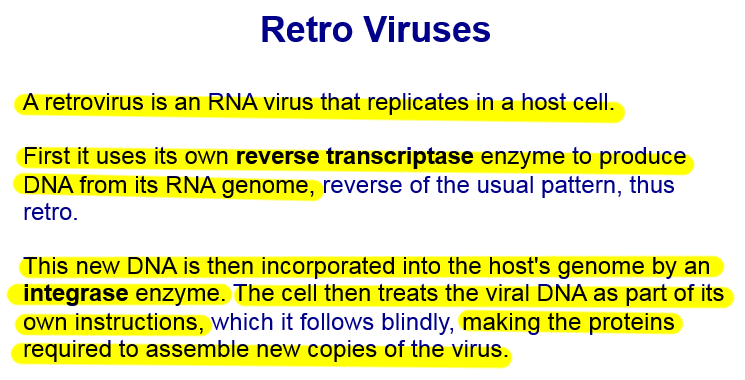 Retro Viruses
A retrovirus is an RNA virus that replicates in a host cell.
First it uses its own reverse transcriptase enzyme to produce
DNA from its RNA genome, reverse of the usual pattern, thus
retro.
This new DNA is then incorporated into the host's genome by an
integrase enzyme. The cell then treats the viral DNA as part of its
own instructions, which it follows blindly, making the proteins
required to assemble new copies of the virus.